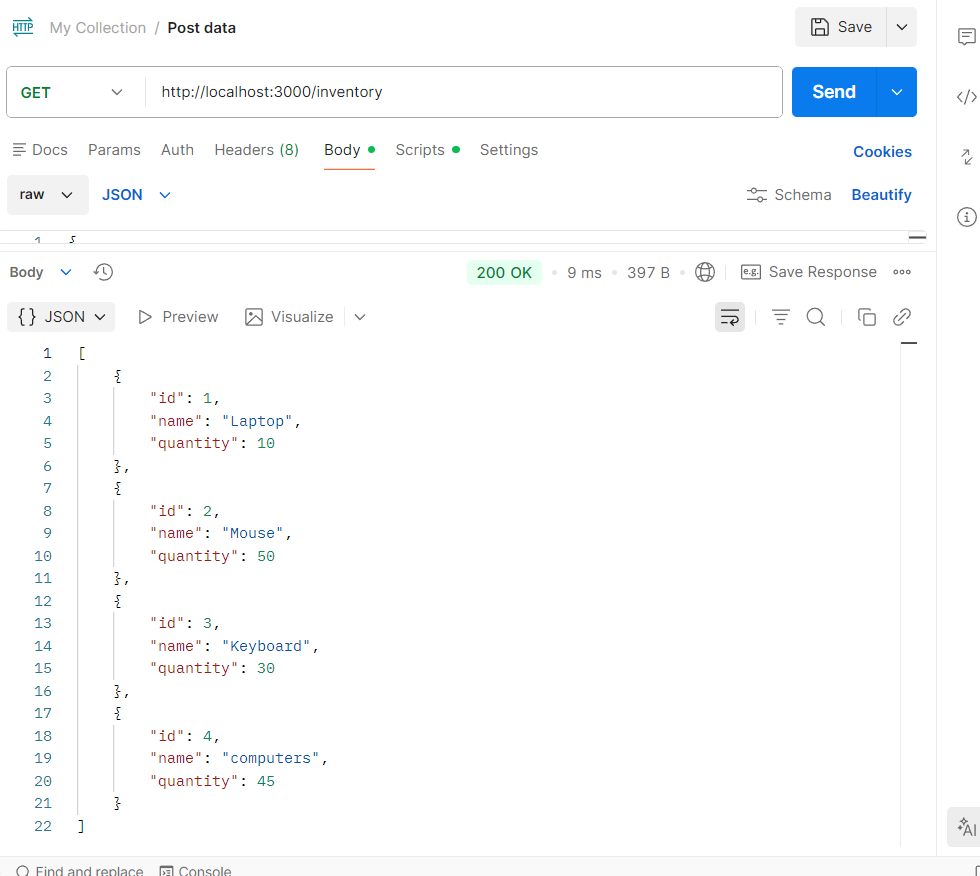 HTTP My Collection / Post data Save
GET http://localhost:3000/inventory Send
Docs Params Auth Headers (8) Body Scripts Settings Cookies
raw JSON Schema Beautify
1 {
Body 200 OK 9 ms 397 B e.g. Save Response
{} JSON Preview Visualize
1 [
2 {
3 "id": 1,
4 "name": "Laptop",
5 "quantity": 10
6 },
7 {
8 "id": 2,
9 "name": "Mouse",
10 "quantity": 50
11 },
12 {
13 "id": 3,
14 "name": "Keyboard",
15 "quantity": 30
16 },
17 {
18 "id": 4,
19 "name": "computers",
20 "quantity": 45
21 }
22 ]
AI
Find and replace Console